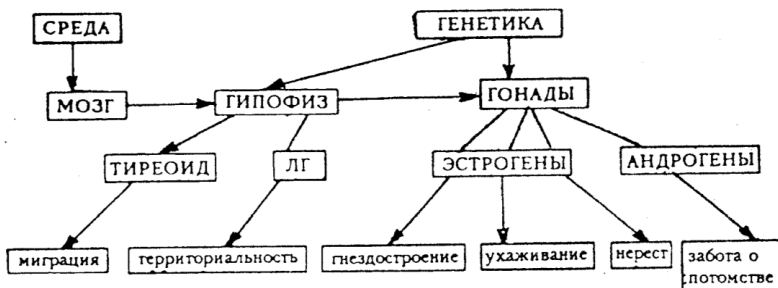 СРЕДА
ГЕНЕТИКА
МОЗГ
ГИПОФИЗ
ГОНАДЫ
ТИРЕОИД
ЛГ
ЭСТРОГЕНЫ
АНДРОГЕНЫ
миграция
территориальность
гнездостроение
ухаживание
нерест
забота о
потомстве